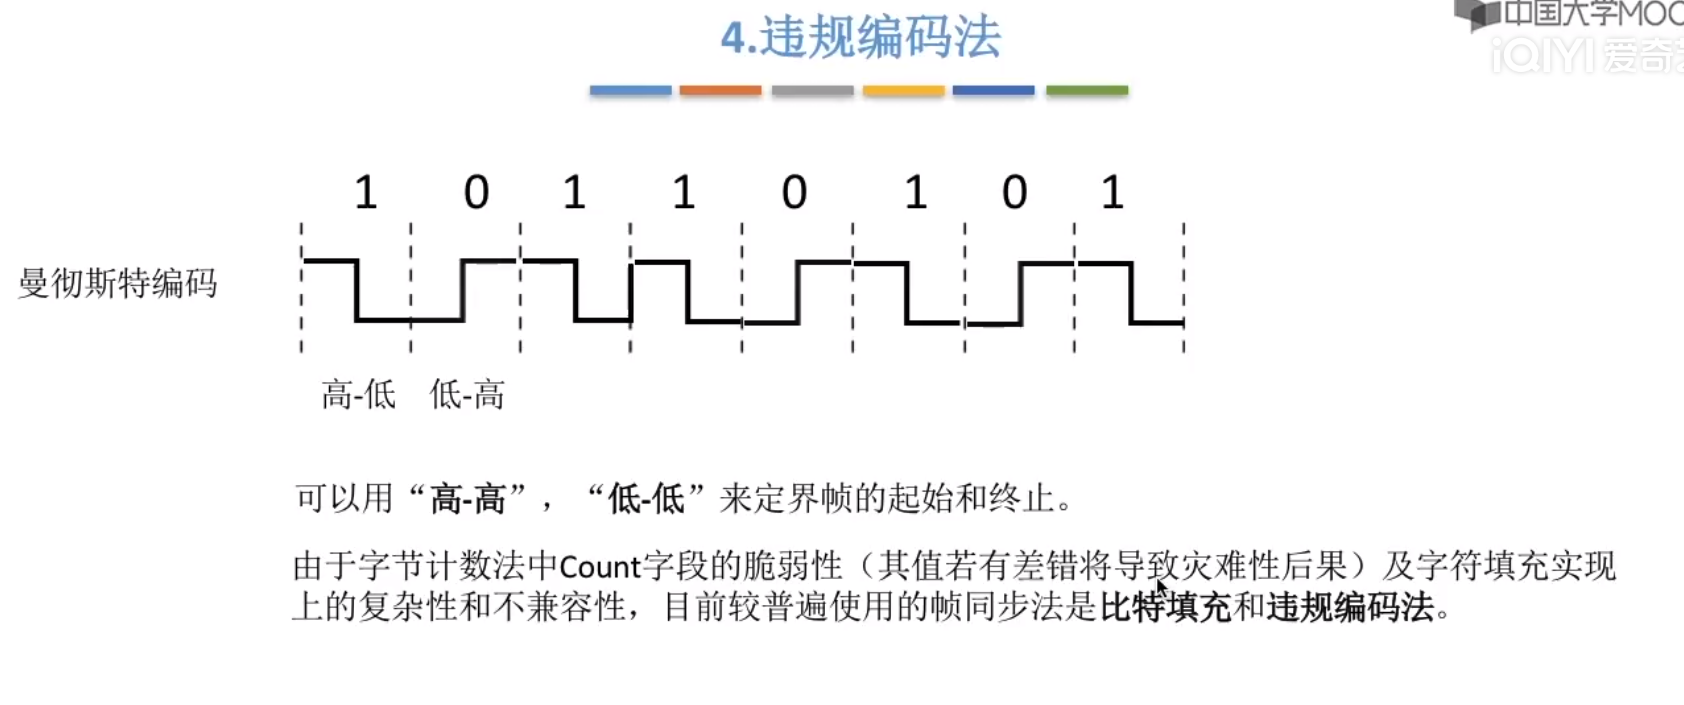 中国大学MOO
iQIYI 爱奇
4.违规编码法
1 0 1 1 0 1 0 1
曼彻斯特编码
高-低 低-高
可以用“高-高”，“低-低”来定界帧的起始和终止。
由于字节计数法中Count字段的脆弱性（其值若有差错将导致灾难性后果）及字符填充实现
上的复杂性和不兼容性，目前较普遍使用的帧同步法是比特填充和违规编码法。